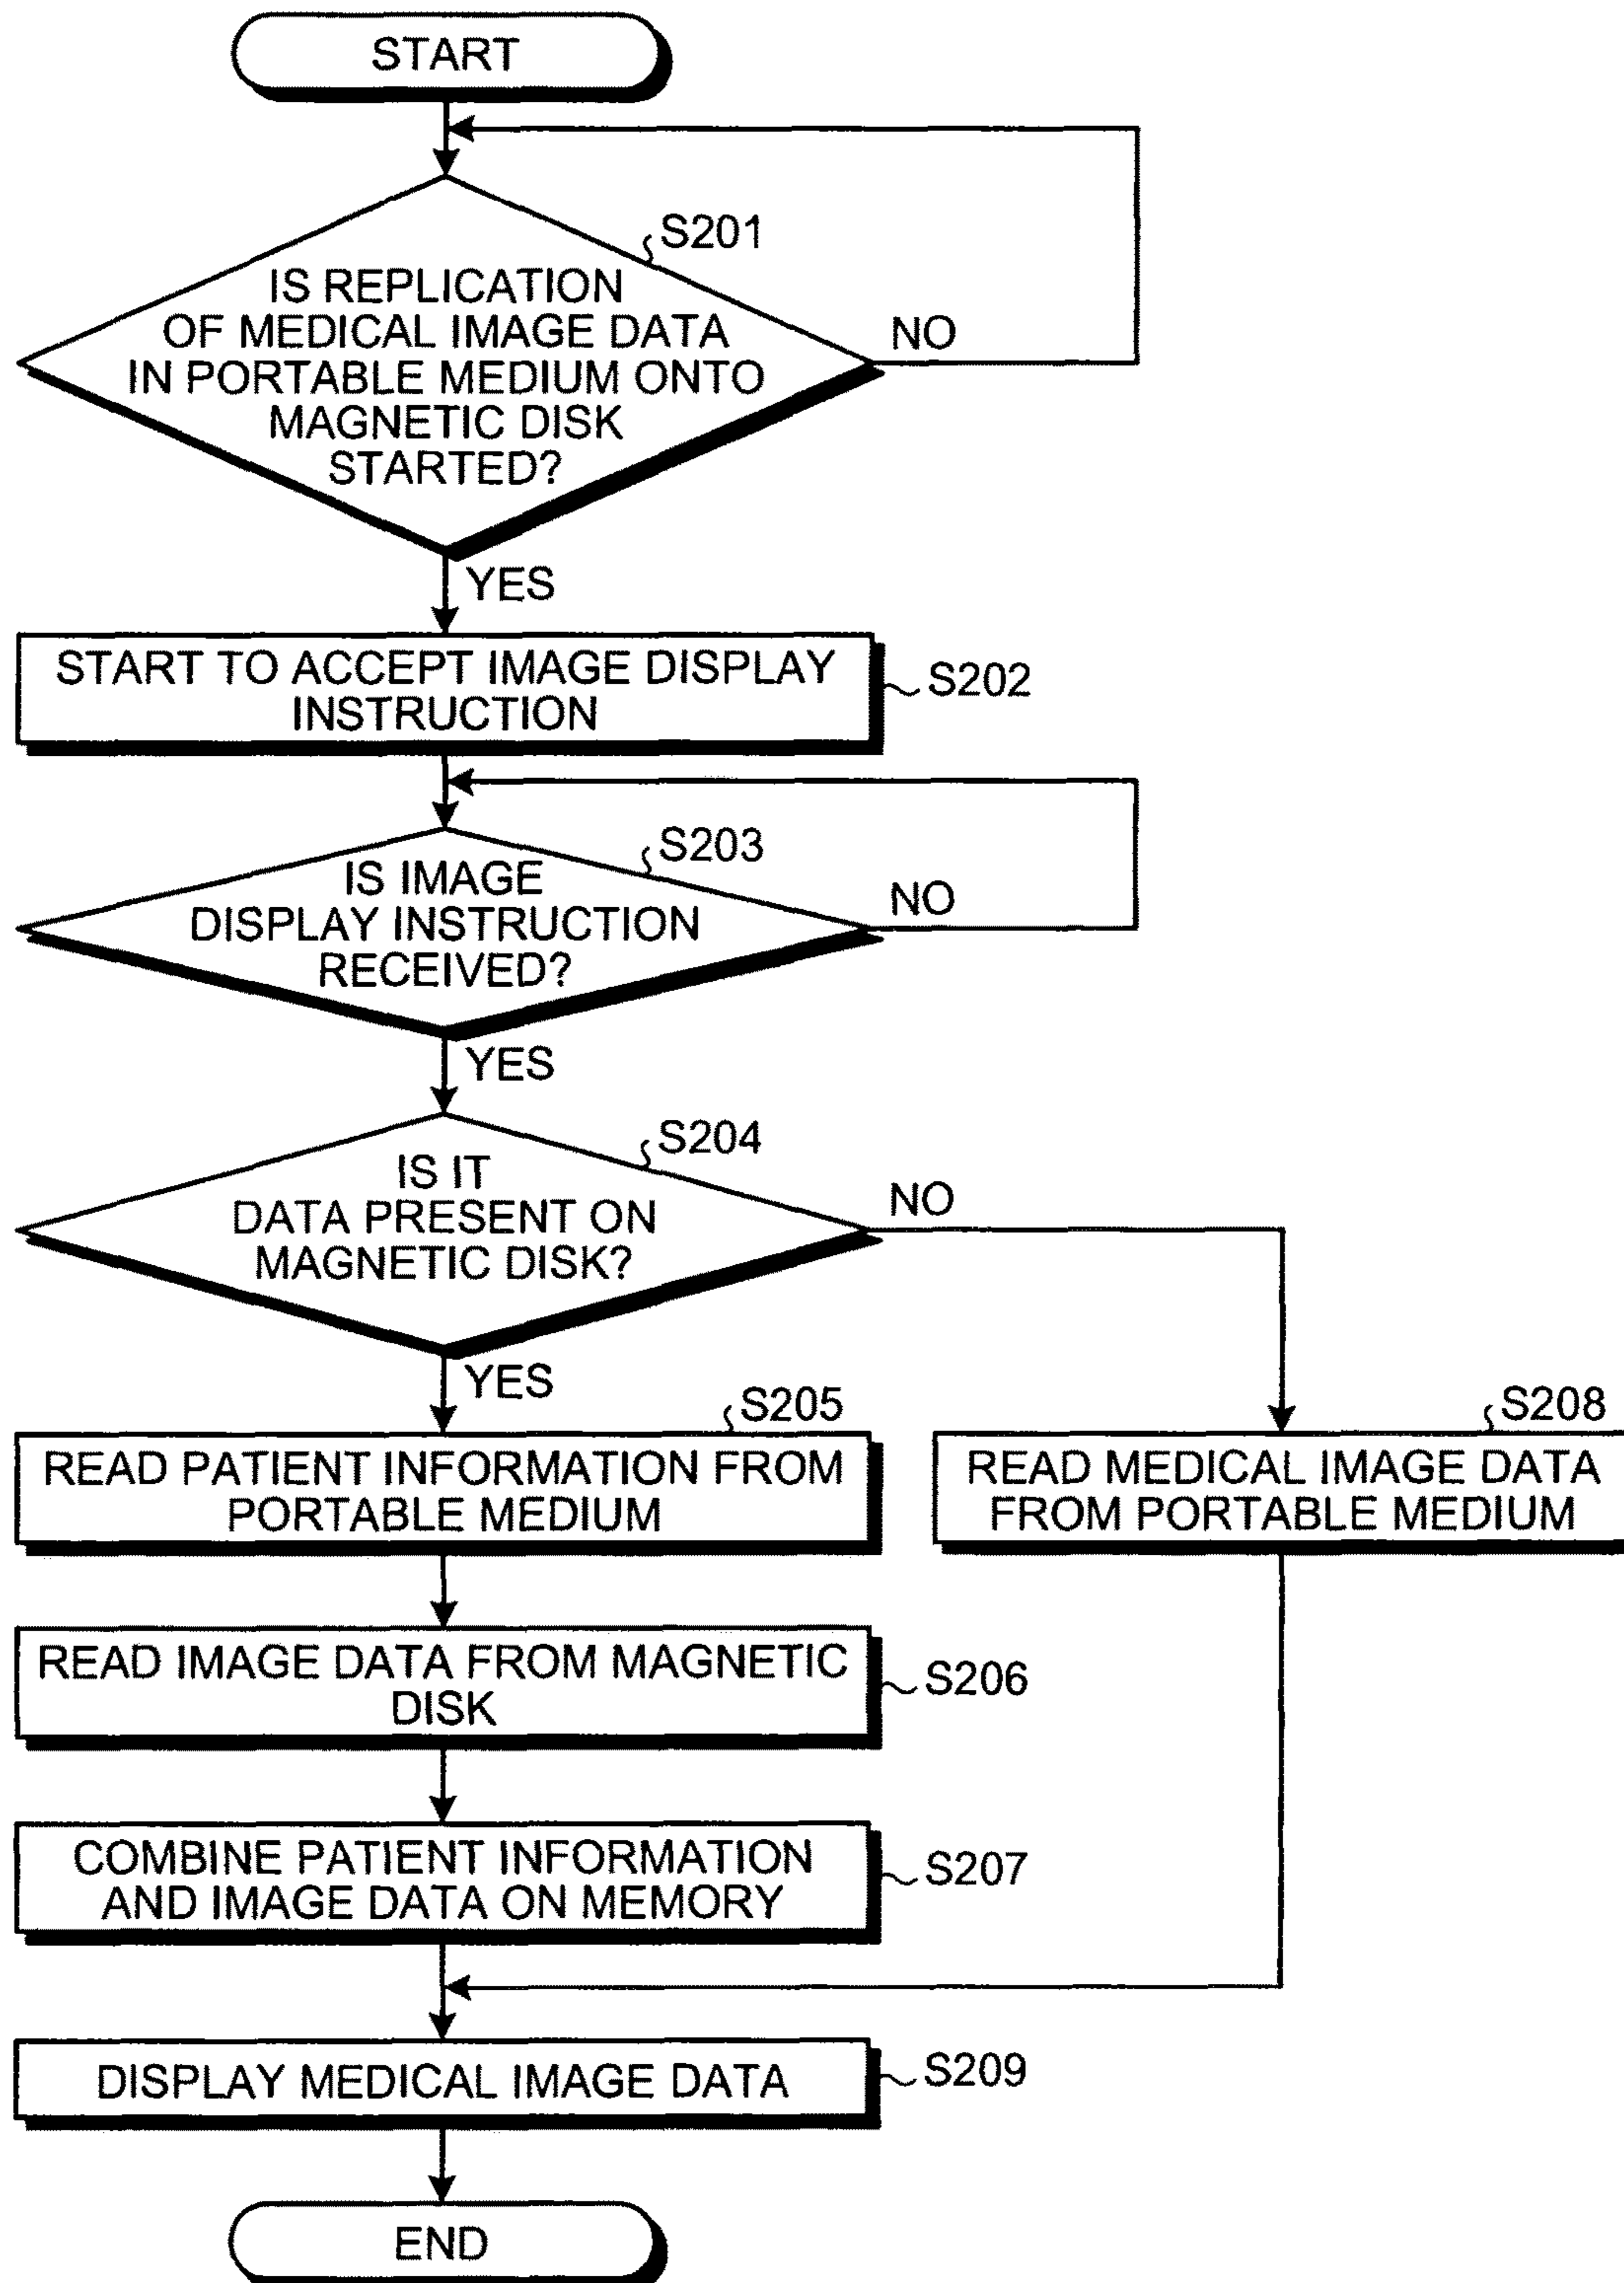 START
S201
IS REPLICATION
OF MEDICAL IMAGE DATA
IN PORTABLE MEDIUM ONTO
MAGNETIC DISK
STARTED?
NO
YES
START TO ACCEPT IMAGE DISPLAY
INSTRUCTION
S202
S203
IS IMAGE
DISPLAY INSTRUCTION
RECEIVED?
NO
YES
S204
IS IT
DATA PRESENT ON
MAGNETIC DISK?
NO
YES
S205
READ PATIENT INFORMATION FROM
PORTABLE MEDIUM
S208
READ MEDICAL IMAGE DATA
FROM PORTABLE MEDIUM
READ IMAGE DATA FROM MAGNETIC
DISK
S206
COMBINE PATIENT INFORMATION
AND IMAGE DATA ON MEMORY
S207
DISPLAY MEDICAL IMAGE DATA
S209
END